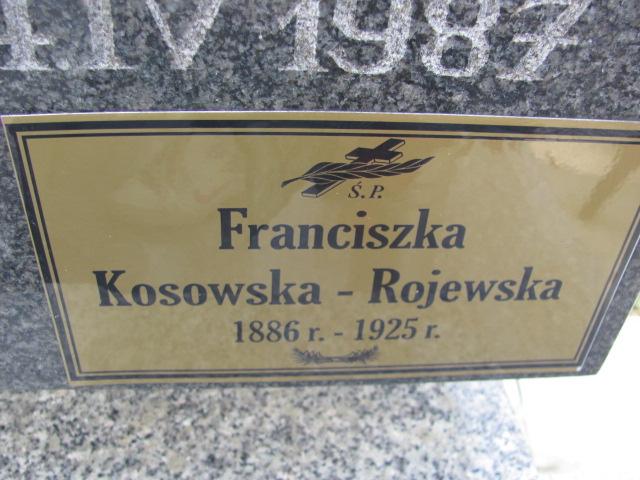 IV 1987
Ś.P.
Franciszka
Kosowska - Rojewska
1886 r. - 1925 r.